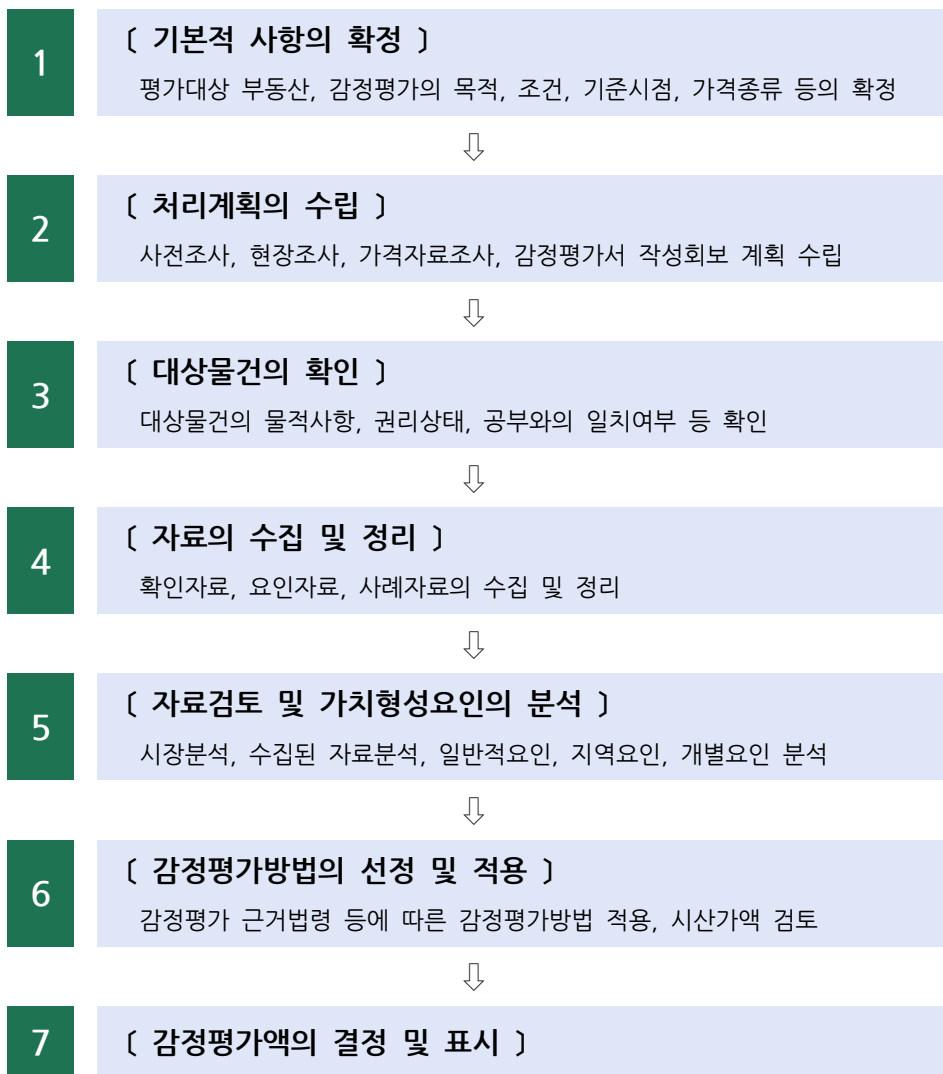 1
〔 기본적 사항의 확정 〕
평가대상 부동산, 감정평가의 목적, 조건, 기준시점, 가격종류 등의 확정
⇩
2
〔 처리계획의 수립 〕
사전조사, 현장조사, 가격자료조사, 감정평가서 작성회보 계획 수립
⇩
3
〔 대상물건의 확인 〕
대상물건의 물적사항, 권리상태, 공부와의 일치여부 등 확인
⇩
4
〔 자료의 수집 및 정리 〕
확인자료, 요인자료, 사례자료의 수집 및 정리
⇩
5
〔 자료검토 및 가치형성요인의 분석 〕
시장분석, 수집된 자료분석, 일반적요인, 지역요인, 개별요인 분석
⇩
6
〔 감정평가방법의 선정 및 적용 〕
감정평가 근거법령 등에 따른 감정평가방법 적용, 시산가액 검토
⇩
7
〔 감정평가액의 결정 및 표시 〕